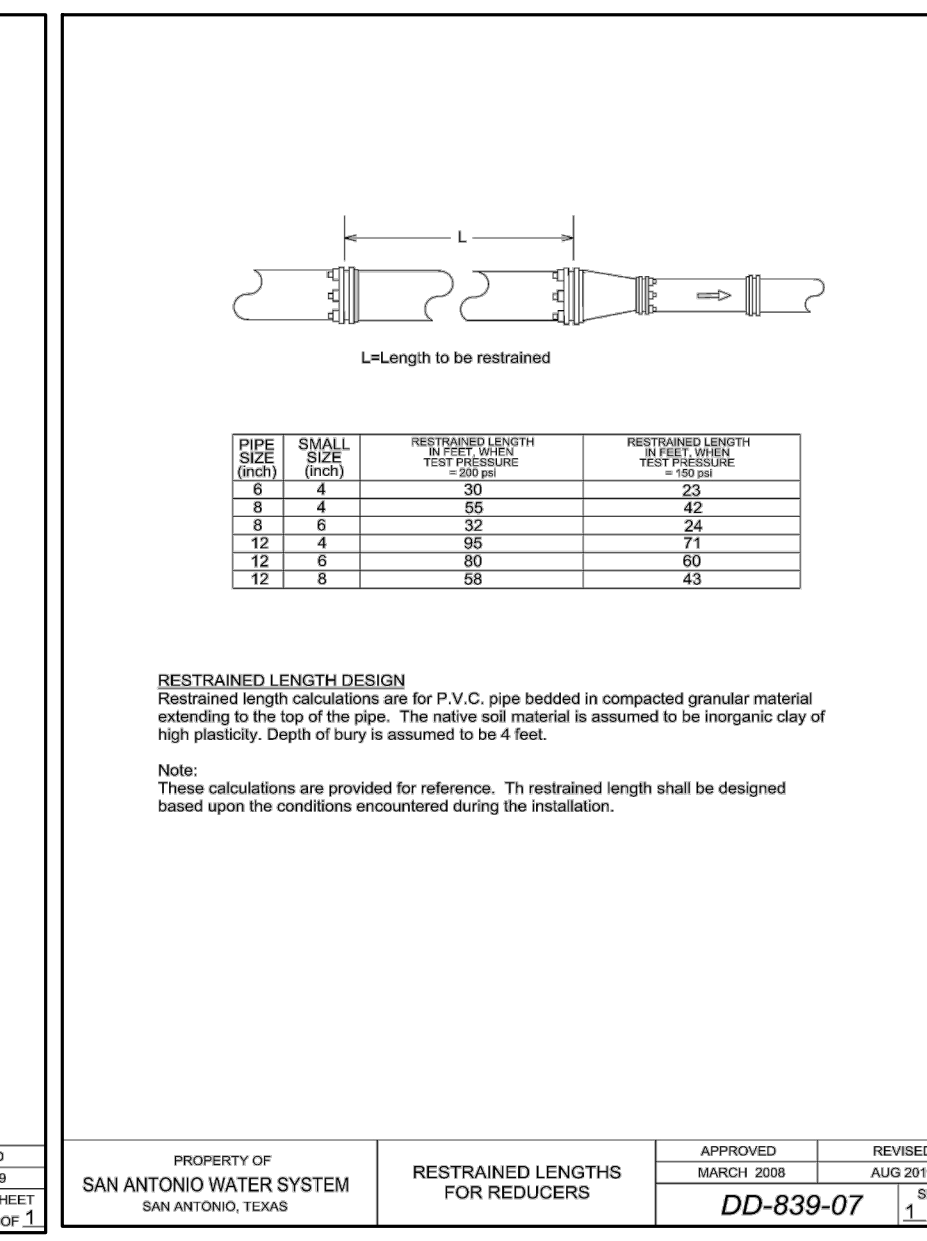 L
L=Length to be restrained
PIPE SIZE (inch) SMALL SIZE (inch) RESTRAINED LENGTH IN FEET, WHEN TEST PRESSURE = 200 psi RESTRAINED LENGTH IN FEET, WHEN TEST PRESSURE = 150 psi
6 4 30 23
8 4 55 42
8 6 32 24
12 4 95 71
12 6 80 60
12 8 58 43
RESTRAINED LENGTH DESIGN
Restrained length calculations are for P.V.C. pipe bedded in compacted granular material
extending to the top of the pipe. The native soil material is assumed to be inorganic clay of
high plasticity. Depth of bury is assumed to be 4 feet.
Note:
These calculations are provided for reference. Th restrained length shall be designed
based upon the conditions encountered during the installation.
9
HEET
OF 1
PROPERTY OF
SAN ANTONIO WATER SYSTEM
SAN ANTONIO, TEXAS
RESTRAINED LENGTHS
FOR REDUCERS
APPROVED REVISED
MARCH 2008 AUG 201
DD-839-07
1